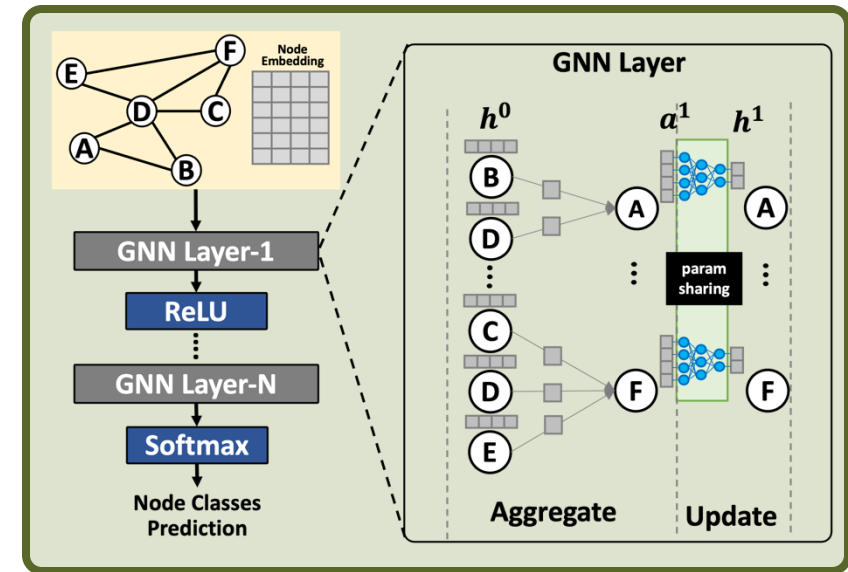 E
F
D
C
A
B
Node
Embedding
GNN Layer-1
ReLU
GNN Layer-N
Softmax
Node Classes
Prediction
GNN Layer
h⁰
a¹
h¹
B
D
A
A
param
sharing
C
D
E
F
F
Aggregate
Update